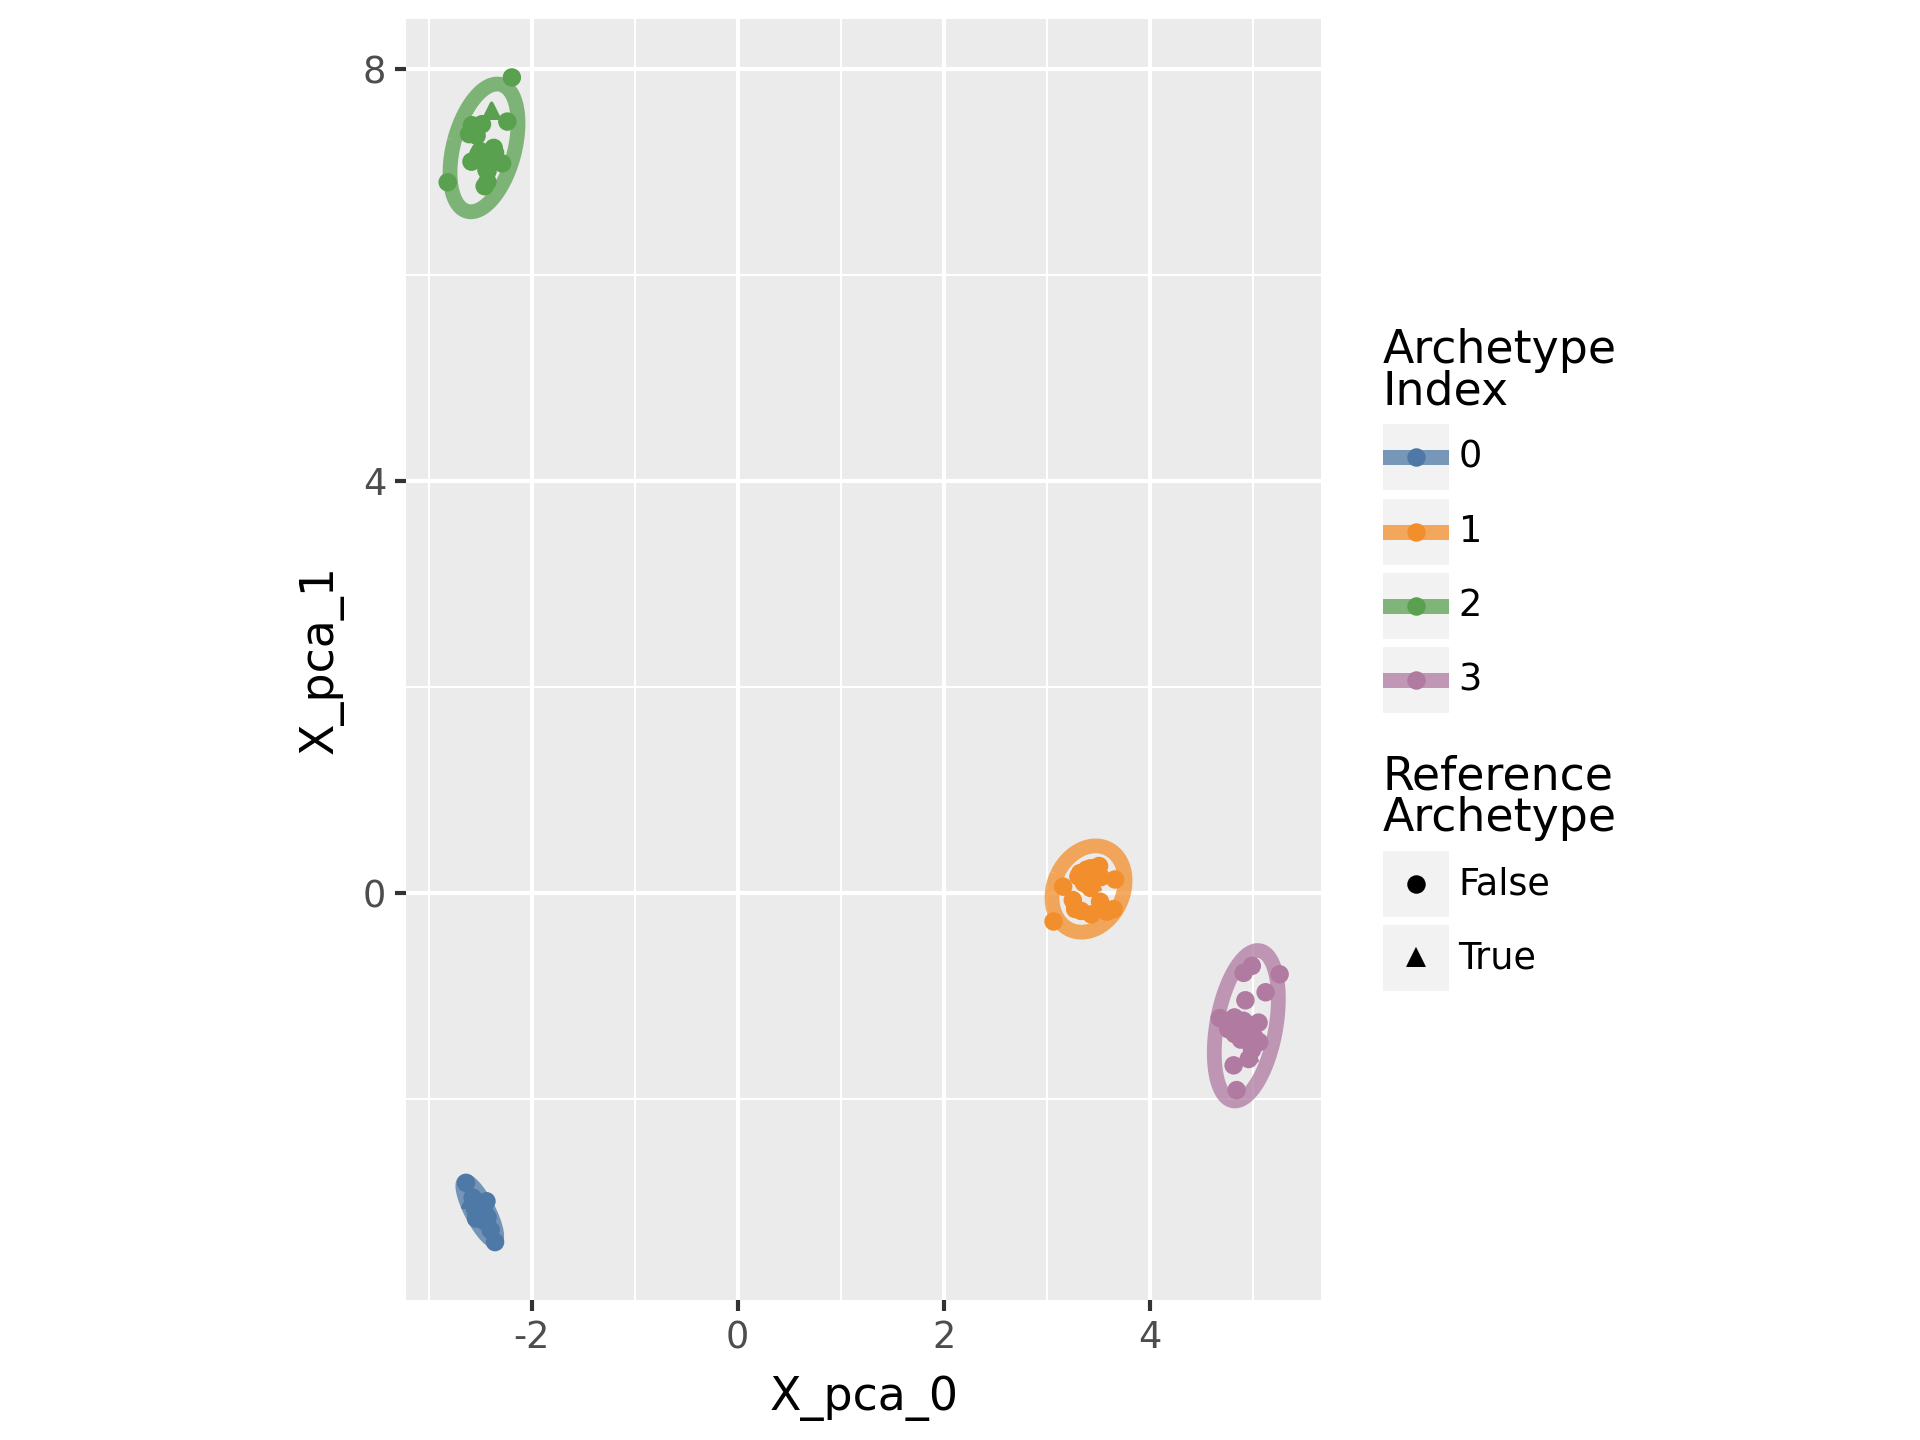 8
4
0
X_pca_1
-2
0
2
4
X_pca_0
Archetype
Index
0
1
2
3
Reference
Archetype
False
True